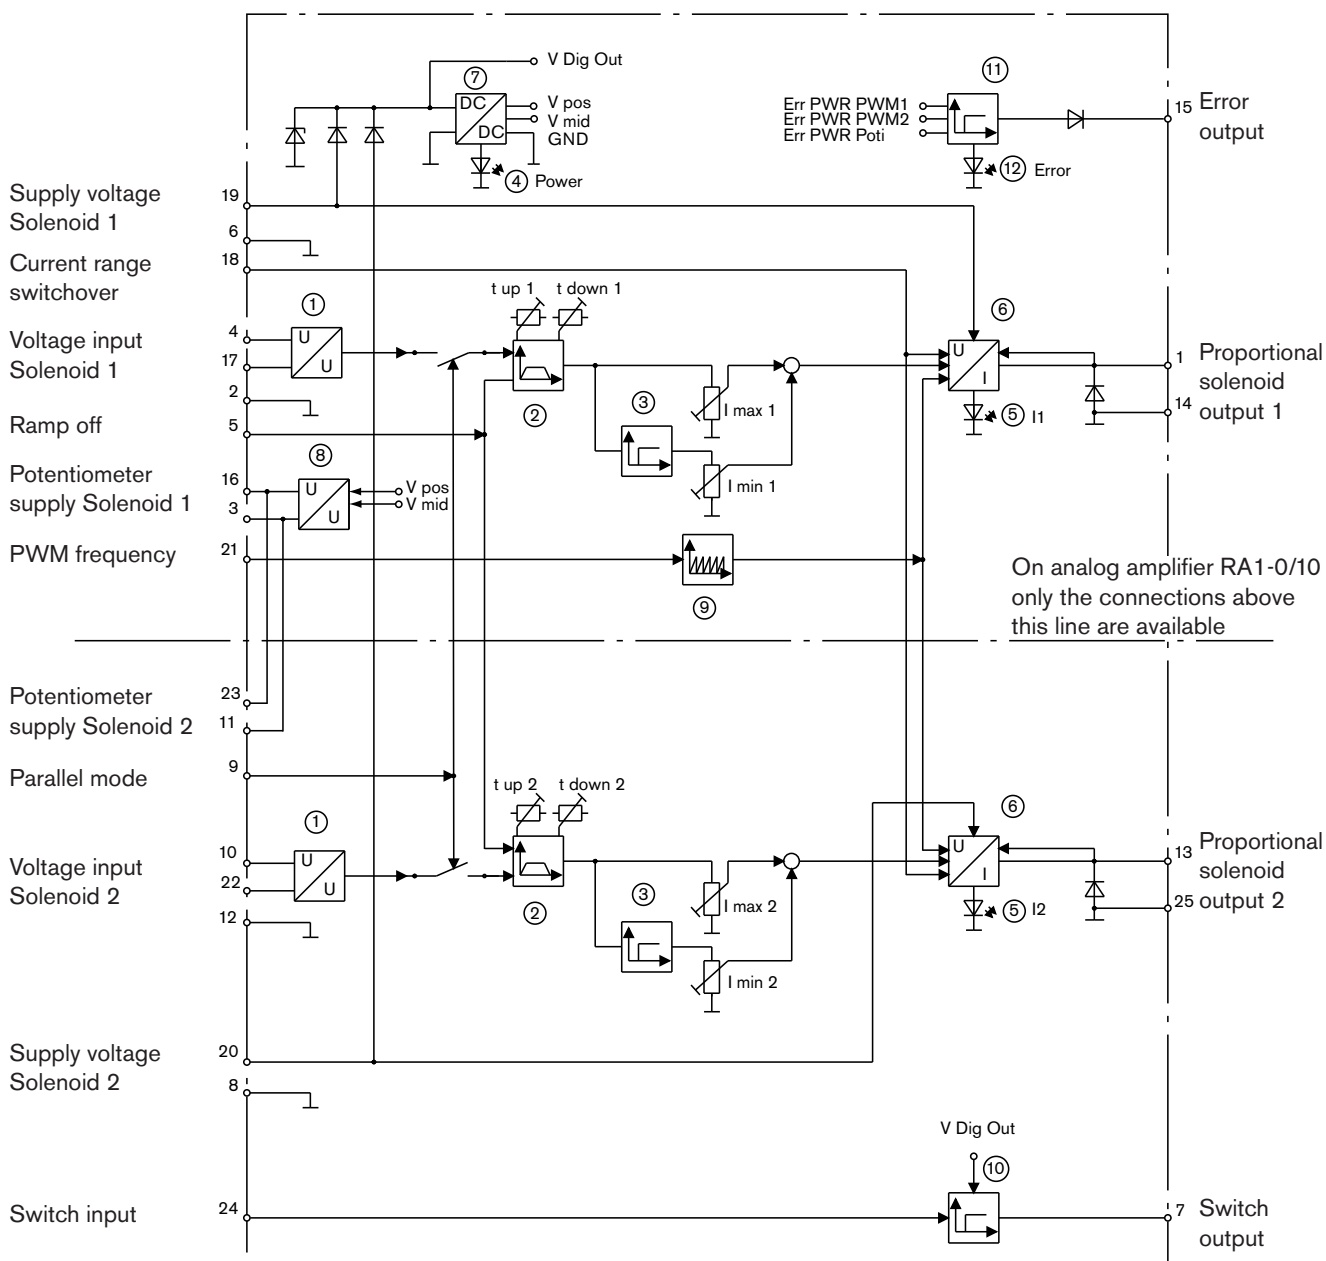 V Dig Out
7
DC
DC
V pos
V mid
GND
4 Power
11
Err PWR PWM1
Err PWR PWM2
Err PWR Poti
12 Error
15 Error
output
Supply voltage
Solenoid 1
19
6
Current range
switchover
18
1
t up 1
t down 1
6
Voltage input
Solenoid 1
4
17
2
U
U
2
3
I max 1
I min 1
U
I
5 I1
1 Proportional
solenoid
14 output 1
Ramp off
5
8
Potentiometer
supply Solenoid 1
16
3
U
U
V pos
V mid
PWM frequency
21
9
On analog amplifier RA1-0/10
only the connections above
this line are available
Potentiometer
supply Solenoid 2
23
11
Parallel mode
9
1
t up 2
t down 2
6
Voltage input
Solenoid 2
10
22
12
U
U
2
3
I max 2
I min 2
U
I
5 I2
13 Proportional
solenoid
25 output 2
Supply voltage
Solenoid 2
20
8
V Dig Out
10
Switch input
24
7 Switch
output